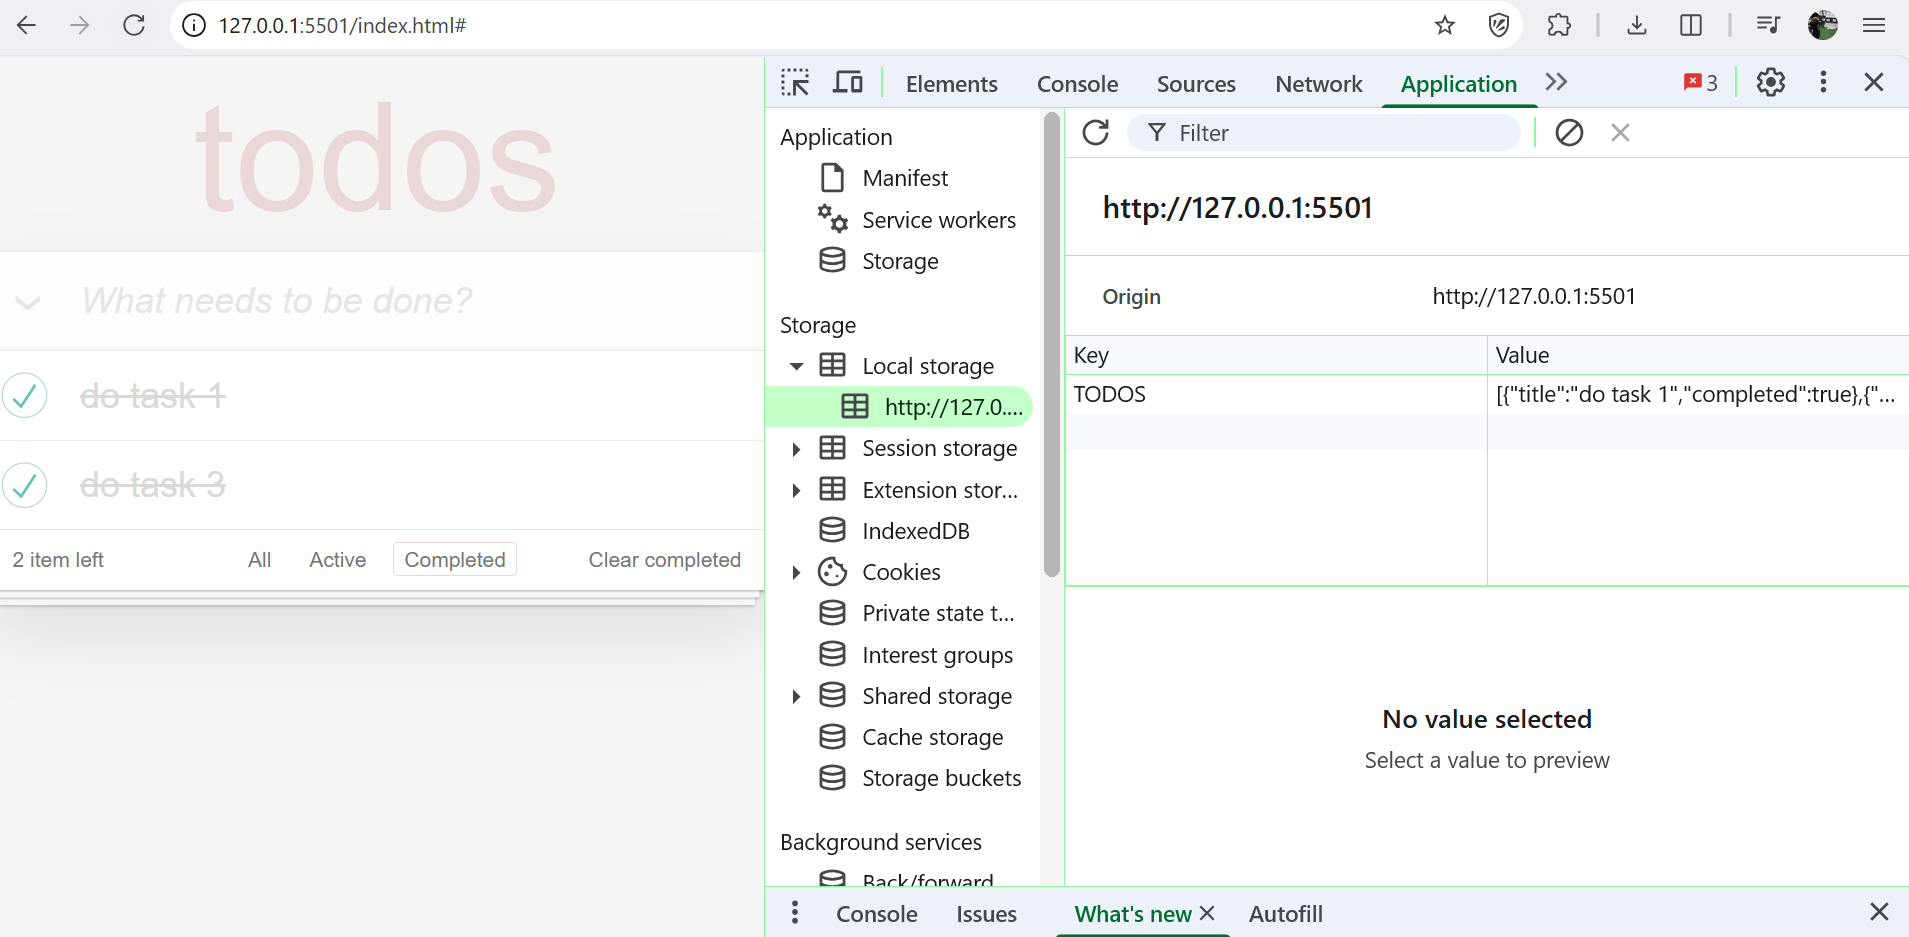 127.0.0.1:5501/index.html#
todos
What needs to be done?
do task 1
do task 3
2 item left All Active Completed Clear completed
Elements Console Sources Network Application 3
Application
Manifest
Service workers
Storage
Storage
Local storage
http://127.0....
Session storage
Extension stor...
IndexedDB
Cookies
Private state t...
Interest groups
Shared storage
Cache storage
Storage buckets
Background services
Back/forward
Filter
http://127.0.0.1:5501
Origin http://127.0.0.1:5501
Key Value
TODOS [{"title":"do task 1","completed":true},{"...
No value selected
Select a value to preview
Console Issues What's new Autofill